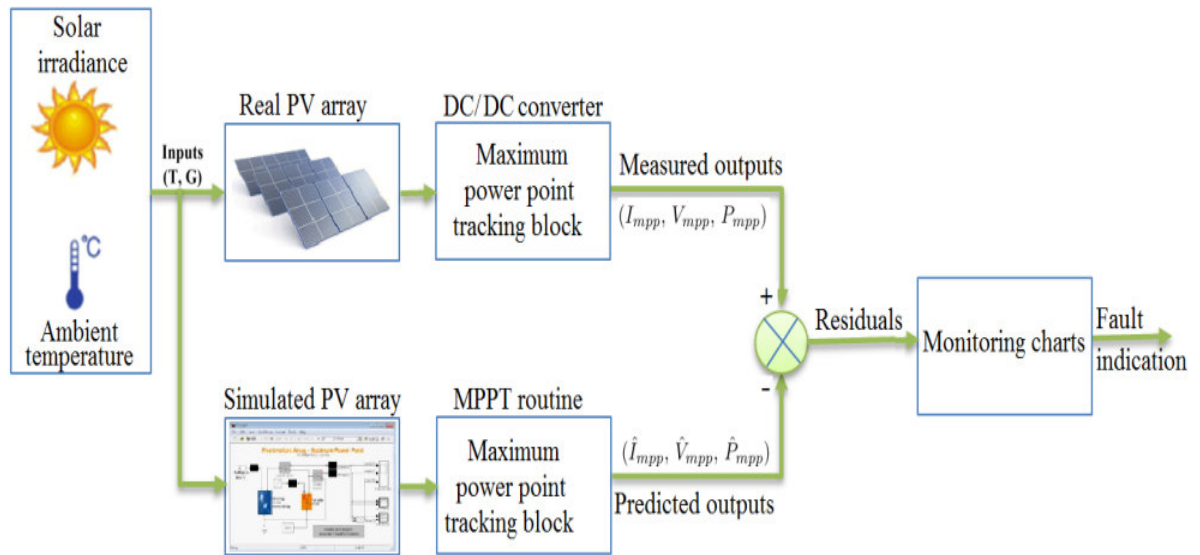 Solar
irradiance
°C
Ambient
temperature
Inputs
(T, G)
Real PV array
DC/DC converter
Maximum
power point
tracking block
Measured outputs
(I_mpp, V_mpp, P_mpp)
Simulated PV array
MPPT routine
Maximum
power point
tracking block
(Î_mpp, V̂_mpp, P̂_mpp)
Predicted outputs
+
-
Residuals
Monitoring charts
Fault
indication